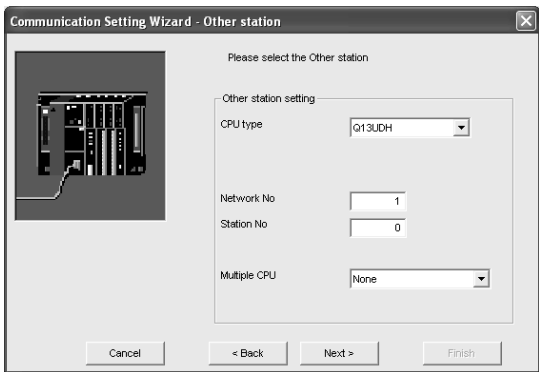 Communication Setting Wizard - Other station
Please select the Other station
Other station setting
CPU type
Q13UDH
Network No
1
Station No
0
Multiple CPU
None
Cancel
< Back
Next >
Finish